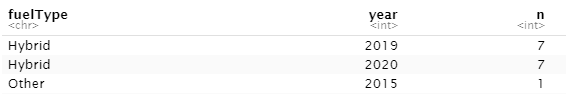 fuelType year n
<chr> <int> <int>
Hybrid 2019 7
Hybrid 2020 7
Other 2015 1